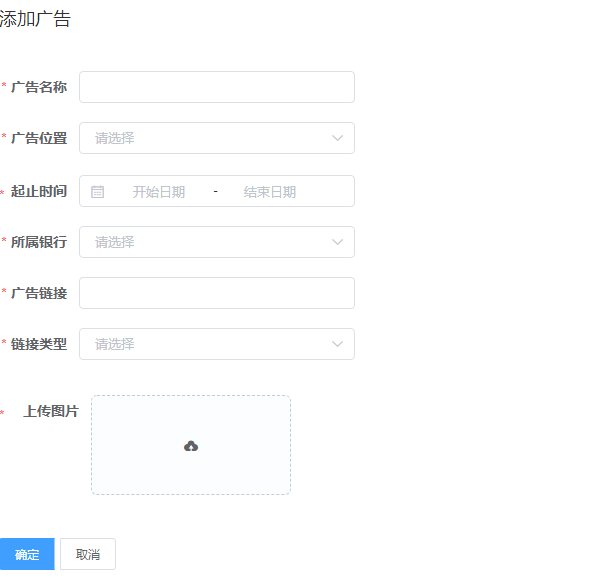 添加广告
* 广告名称
* 广告位置 请选择
* 起止时间 开始日期 - 结束日期
* 所属银行 请选择
* 广告链接
* 链接类型 请选择
* 上传图片
确定 取消